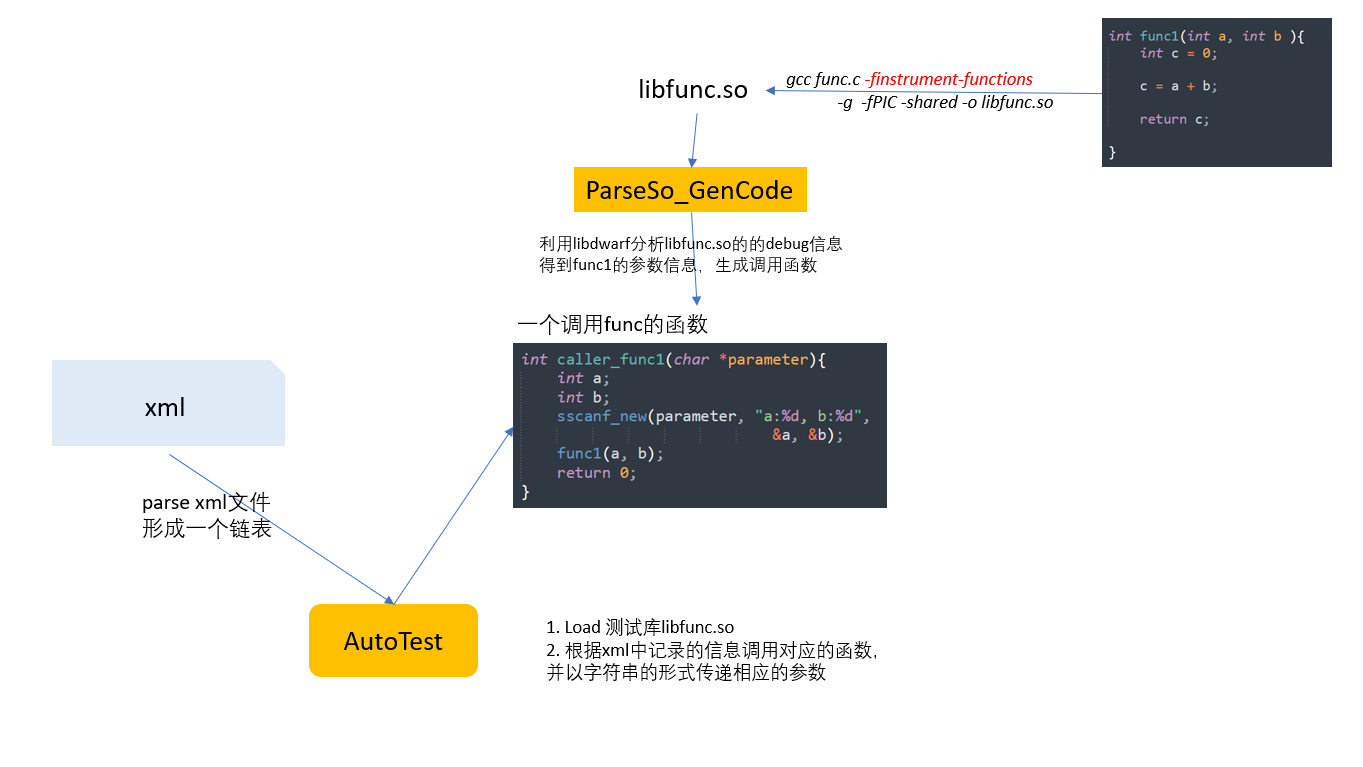 int func1(int a, int b ){
int c = 0;
c = a + b;
return c;
}
libfunc.so
gcc func.c -finstrument-functions
-g -fPIC -shared -o libfunc.so
ParseSo_GenCode
利用libdwarf分析libfunc.so的的debug信息
得到func1的参数信息，生成调用函数
一个调用func的函数
int caller_func1(char *parameter){
int a;
int b;
sscanf_new(parameter, "a:%d, b:%d",
&a, &b);
func1(a, b);
return 0;
}
xml
parse xml文件
形成一个链表
AutoTest
1. Load 测试库libfunc.so
2. 根据xml中记录的信息调用对应的函数，
并以字符串的形式传递相应的参数